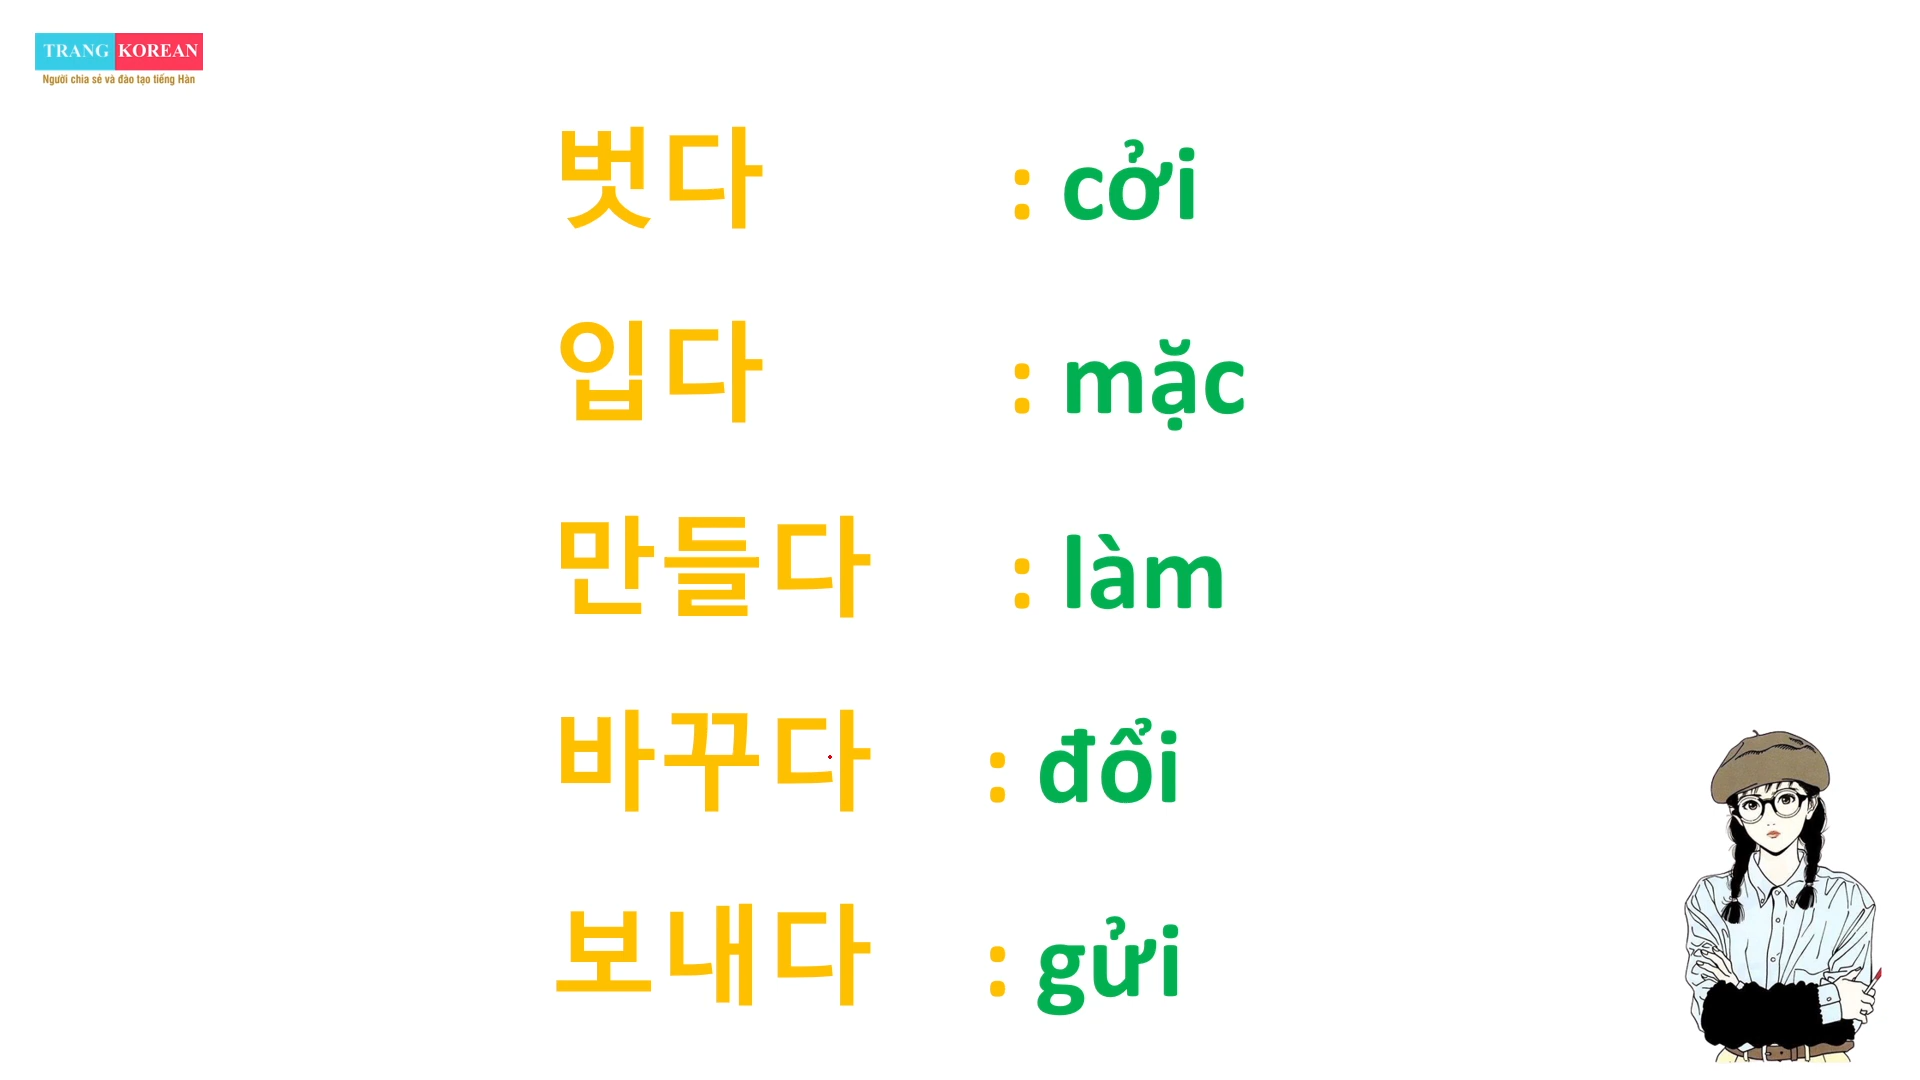 TRANG KOREAN
Người chia sẻ và đào tạo tiếng Hàn
벗다 : cởi
입다 : mặc
만들다 : làm
바꾸다 : đổi
보내다 : gửi